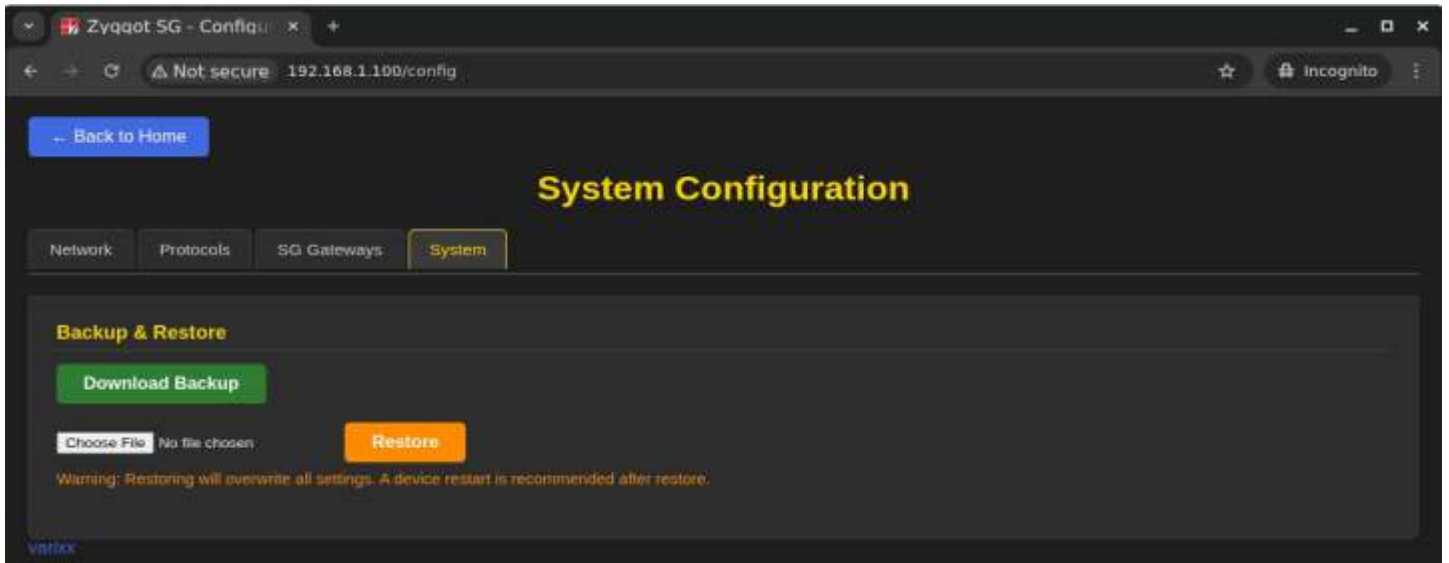 Zyqqot SG - Configu
Not secure 192.168.1.100/config Incognito
← Back to Home
System Configuration
Network Protocols SG Gateways System
Backup & Restore
Download Backup
Choose File No file chosen Restore
Warning: Restoring will overwrite all settings. A device restart is recommended after restore.
varixx